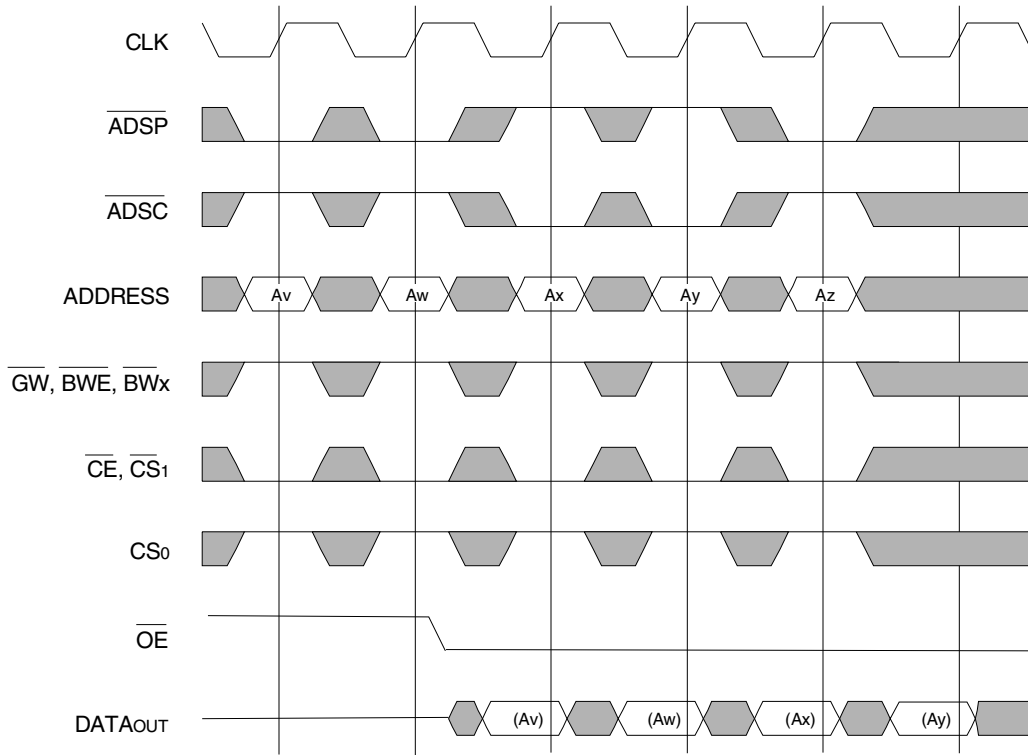 CLK
ADSP
ADSC
ADDRESS Av Aw Ax Ay Az
GW, BWE, BWx
CE, CS1
CS0
OE
DATAOUT (Av) (Aw) (Ax) (Ay)